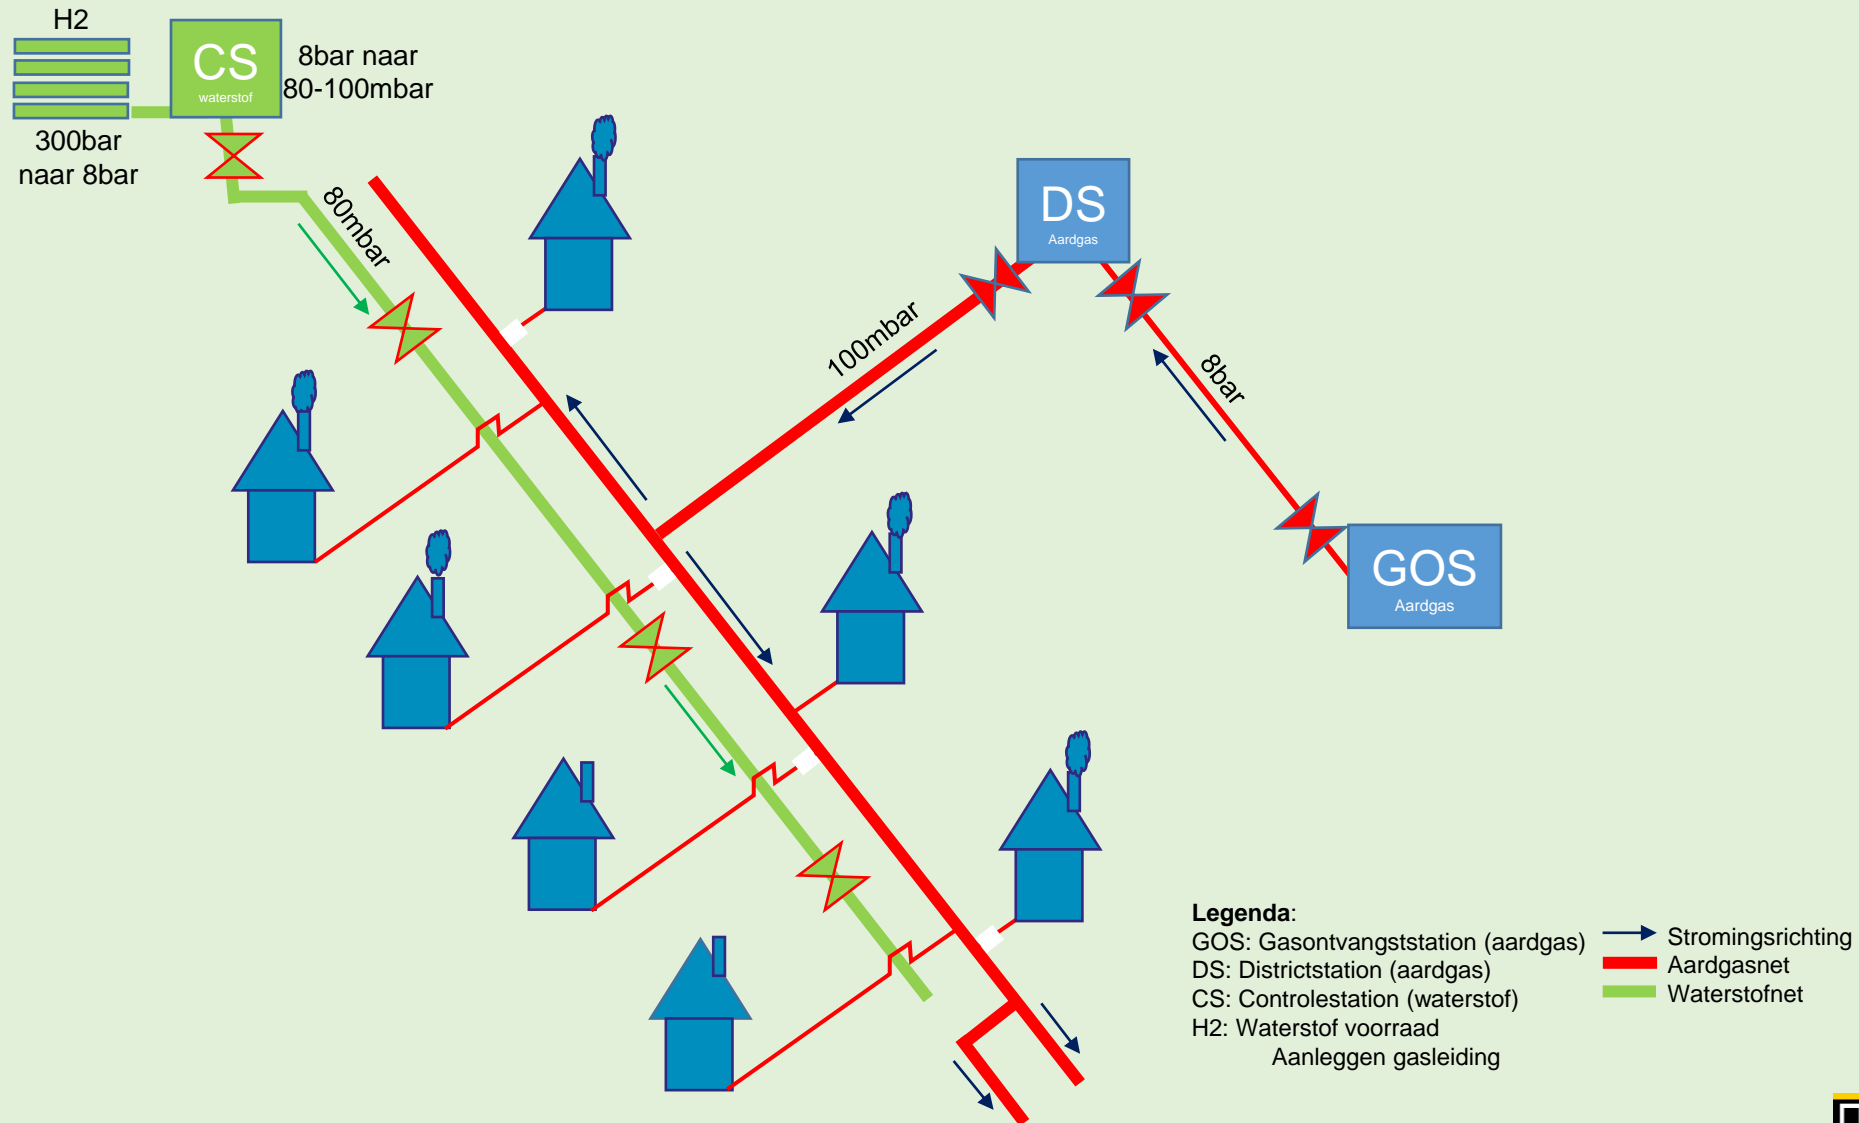 H2
CS
waterstof
8bar naar
80-100mbar
300bar
naar 8bar
80mbar
DS
Aardgas
100mbar
8bar
GOS
Aardgas
Legenda:
GOS: Gasontvangststation (aardgas)
DS: Districtstation (aardgas)
CS: Controlestation (waterstof)
H2: Waterstof voorraad
Aanleggen gasleiding
Stromingsrichting
Aardgasnet
Waterstofnet